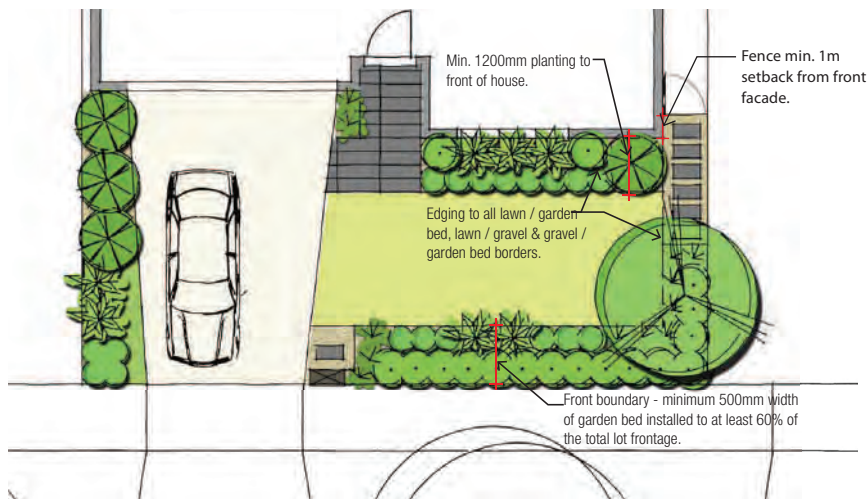 Min. 1200mm planting to
front of house.
Fence min. 1m
setback from front
facade.
Edging to all lawn / garden
bed, lawn / gravel & gravel /
garden bed borders.
Front boundary - minimum 500mm width
of garden bed installed to at least 60% of
the total lot frontage.